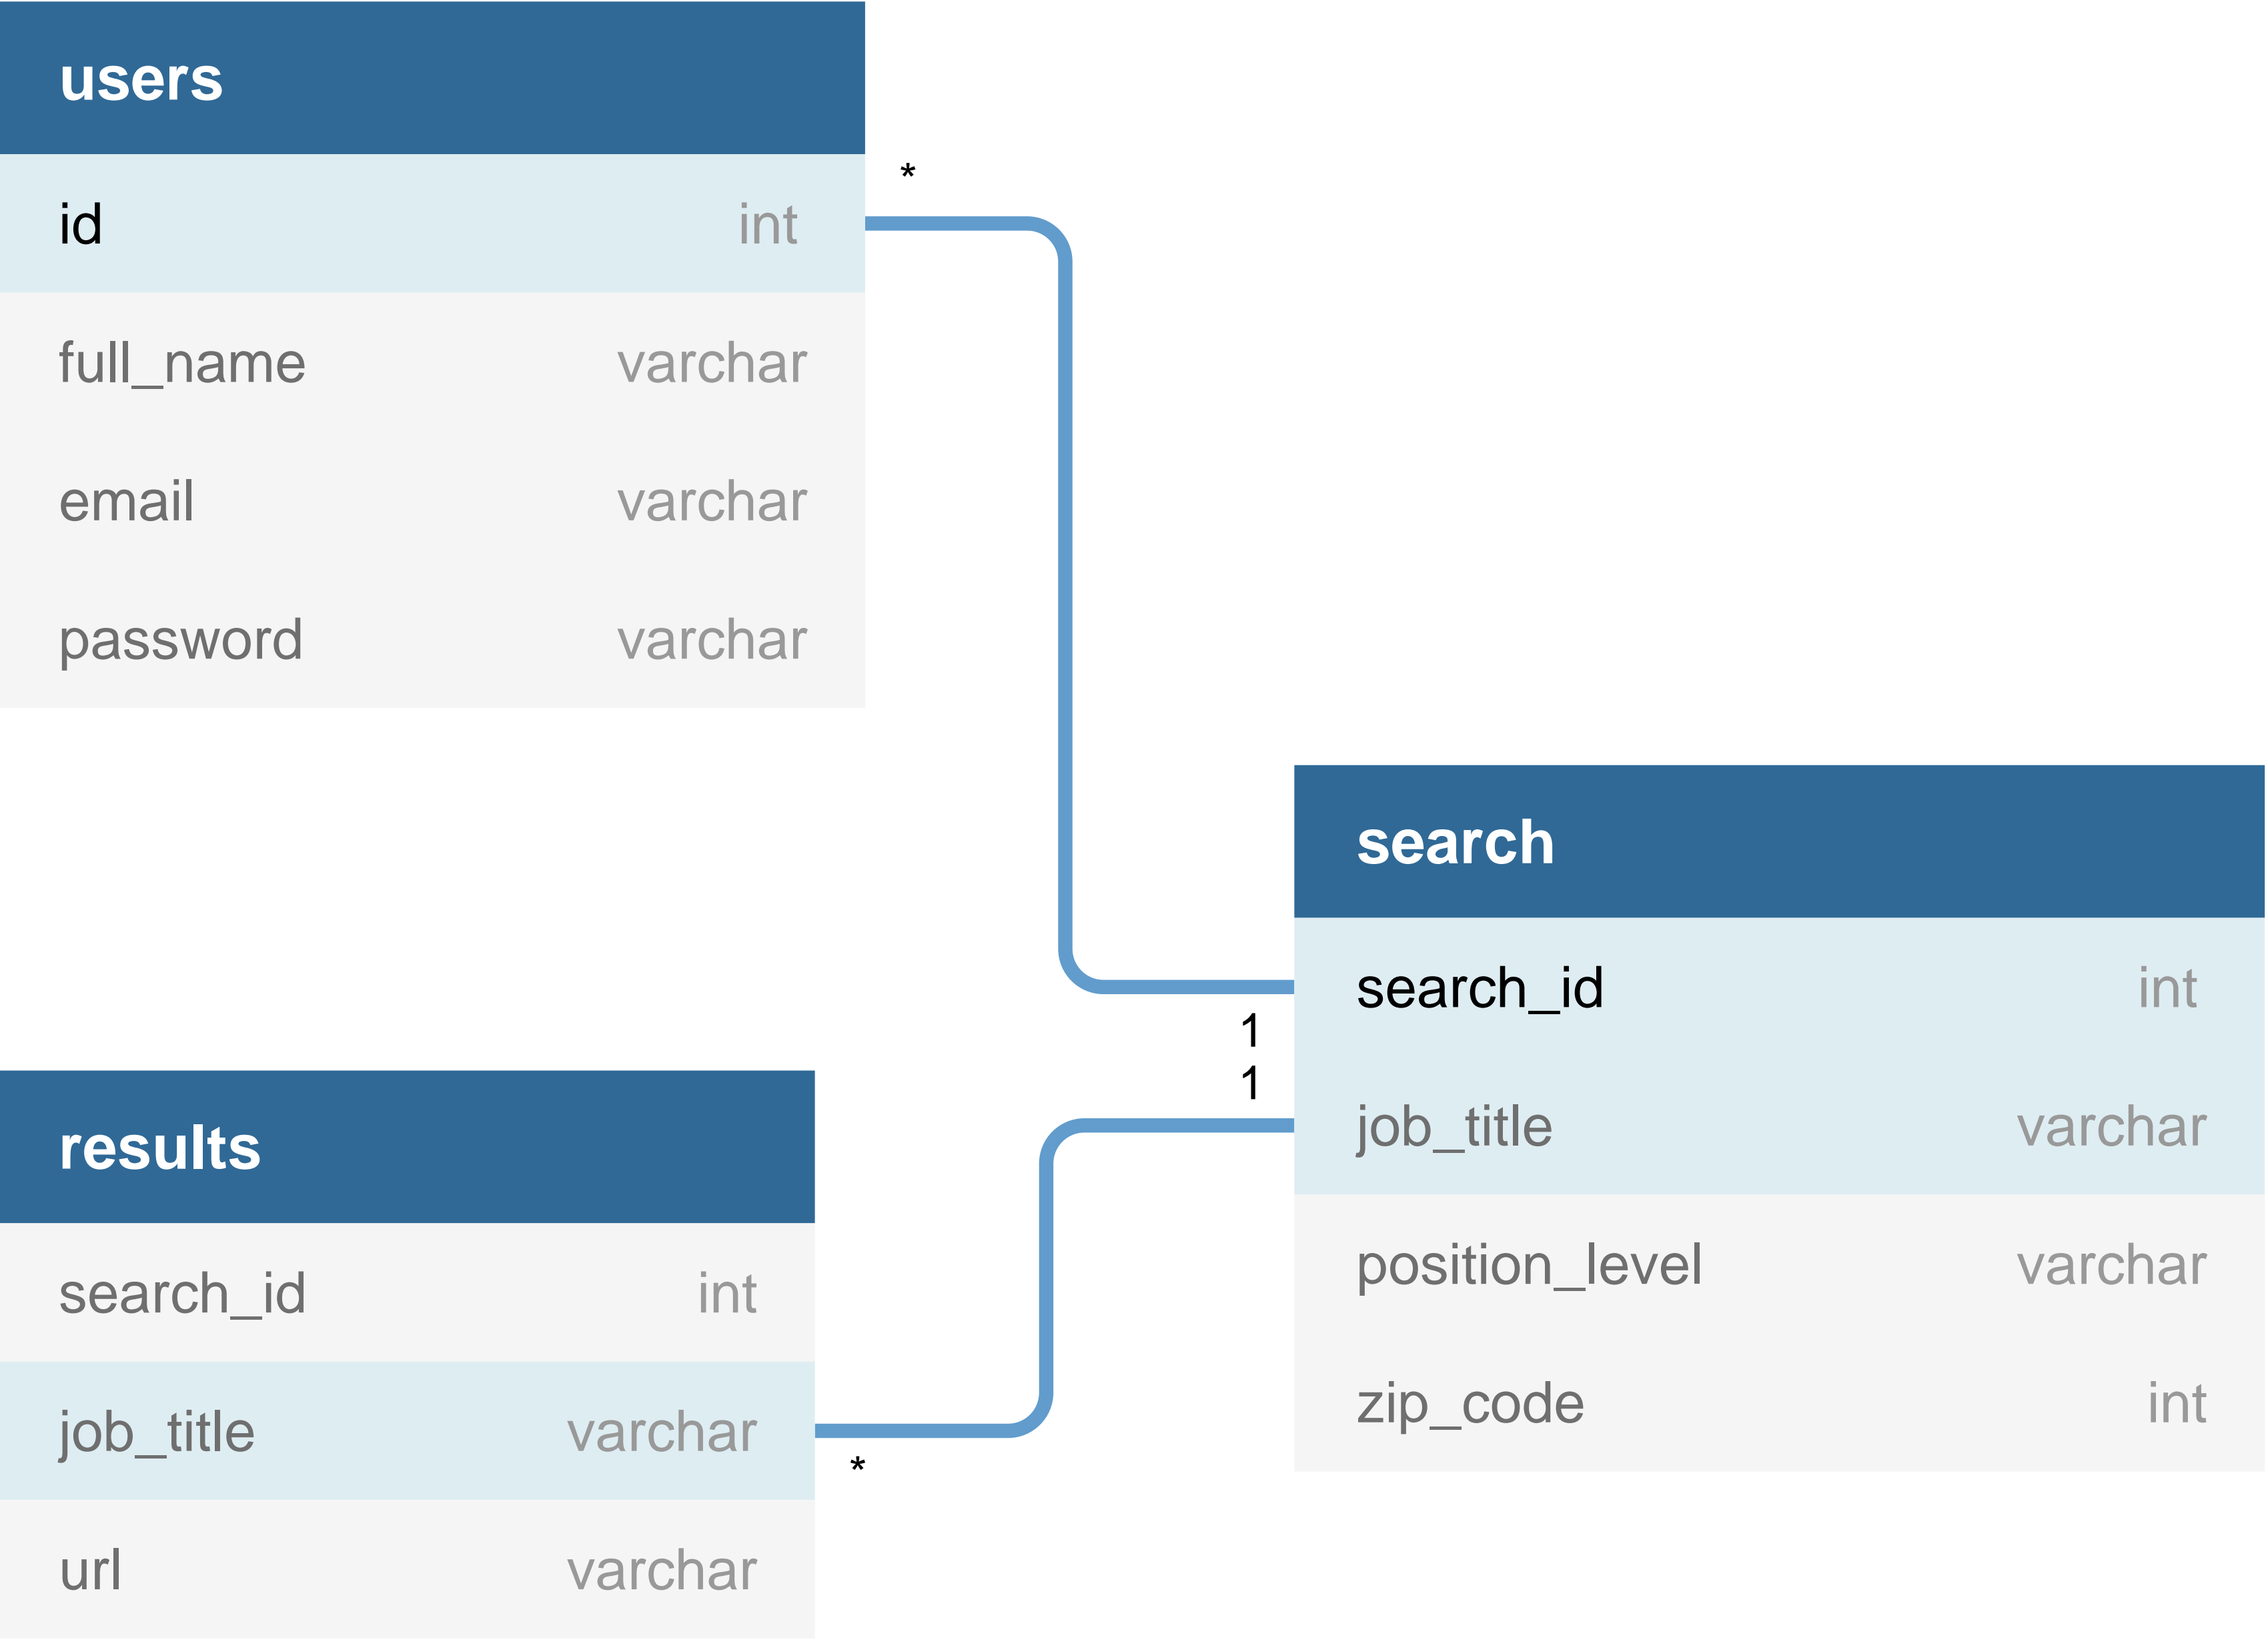 users
id int
full_name varchar
email varchar
password varchar
*
1
search
search_id int
job_title varchar
position_level varchar
zip_code int
1
*
results
search_id int
job_title varchar
url varchar